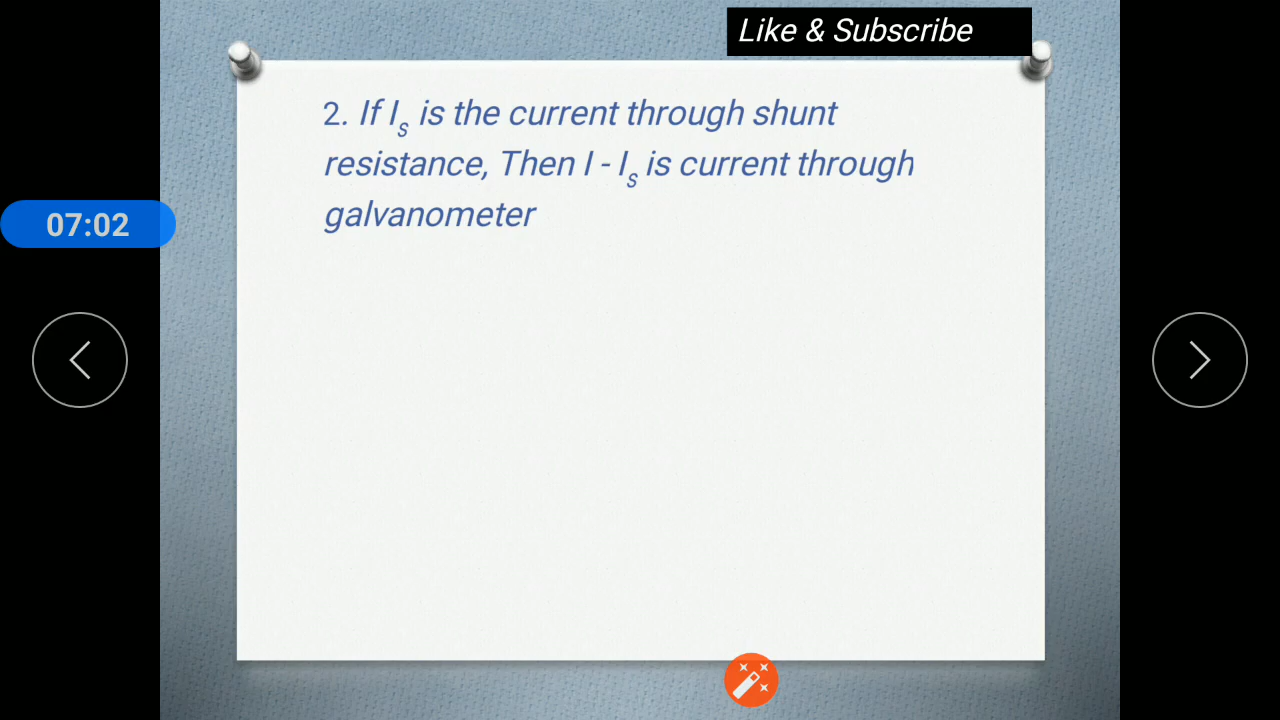 Like & Subscribe
2. If Is is the current through shunt
resistance, Then I - Is is current through
galvanometer
07:02